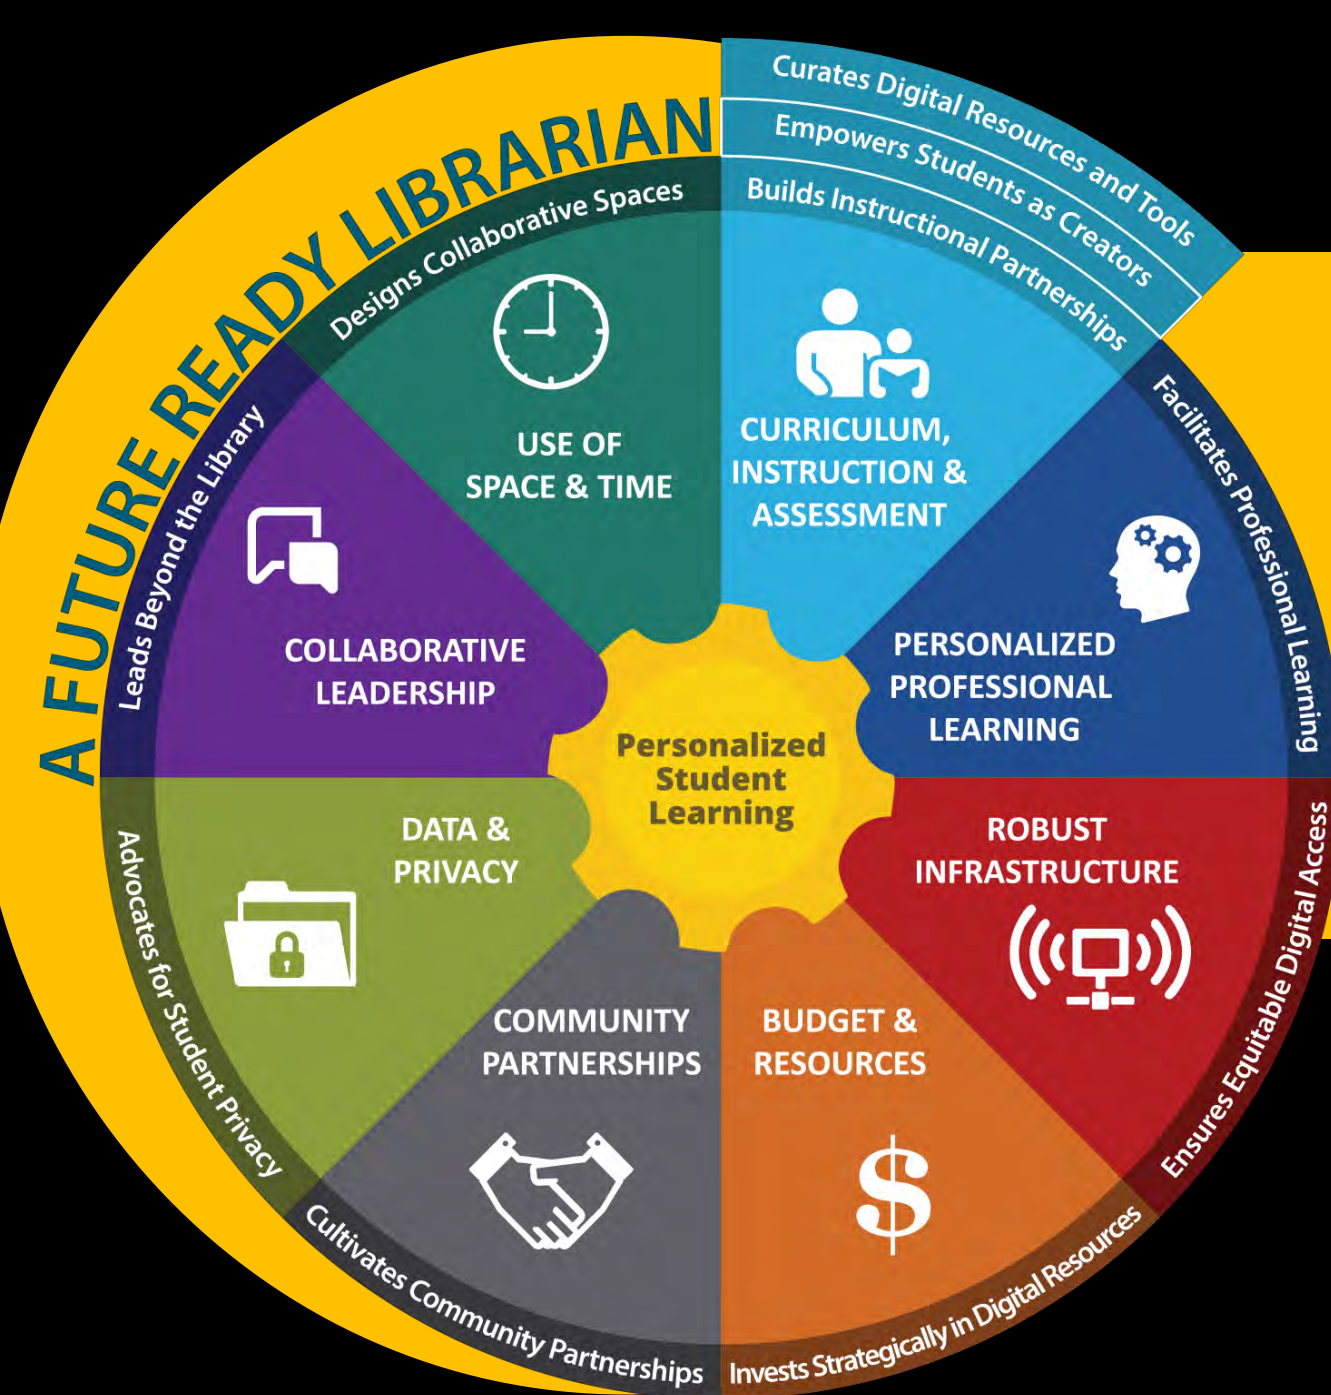 A FUTURE READY LIBRARIAN
Curates Digital Resources and Tools
Empowers Students as Creators
Builds Instructional Partnerships
CURRICULUM,
INSTRUCTION &
ASSESSMENT
Facilitates Professional Learning
PERSONALIZED
PROFESSIONAL
LEARNING
Ensures Equitable Digital Access
ROBUST
INFRASTRUCTURE
Invests Strategically in Digital Resources
BUDGET &
RESOURCES
$
Cultivates Community Partnerships
COMMUNITY
PARTNERSHIPS
Advocates for Student Privacy
DATA &
PRIVACY
Leads Beyond the Library
COLLABORATIVE
LEADERSHIP
Designs Collaborative Spaces
USE OF
SPACE & TIME
Personalized
Student
Learning